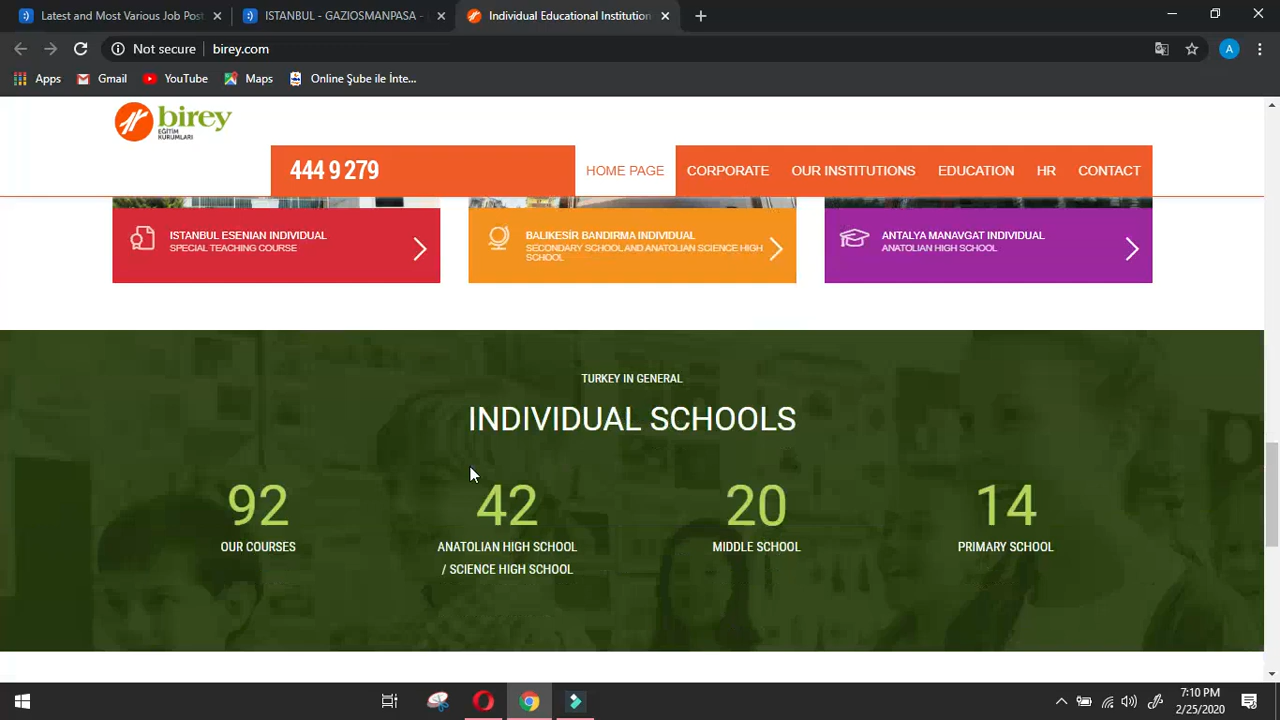 Latest and Most Various Job Post
ISTANBUL - GAZIOSMANPASA -
Individual Educational Institution
Not secure
birey.com
A
Apps
Gmail
YouTube
Maps
Online Şube ile İnte...
birey
EĞİTİM
KURUMLARI
444 9 279
HOME PAGE
CORPORATE
OUR INSTITUTIONS
EDUCATION
HR
CONTACT
ISTANBUL ESENIAN INDIVIDUAL
SPECIAL TEACHING COURSE
BALIKESİR BANDIRMA INDIVIDUAL
SECONDARY SCHOOL AND ANATOLIAN SCIENCE HIGH
SCHOOL
ANTALYA MANAVGAT INDIVIDUAL
ANATOLIAN HIGH SCHOOL
TURKEY IN GENERAL
INDIVIDUAL SCHOOLS
92
OUR COURSES
42
ANATOLIAN HIGH SCHOOL
/ SCIENCE HIGH SCHOOL
20
MIDDLE SCHOOL
14
PRIMARY SCHOOL
7:10 PM
2/25/2020